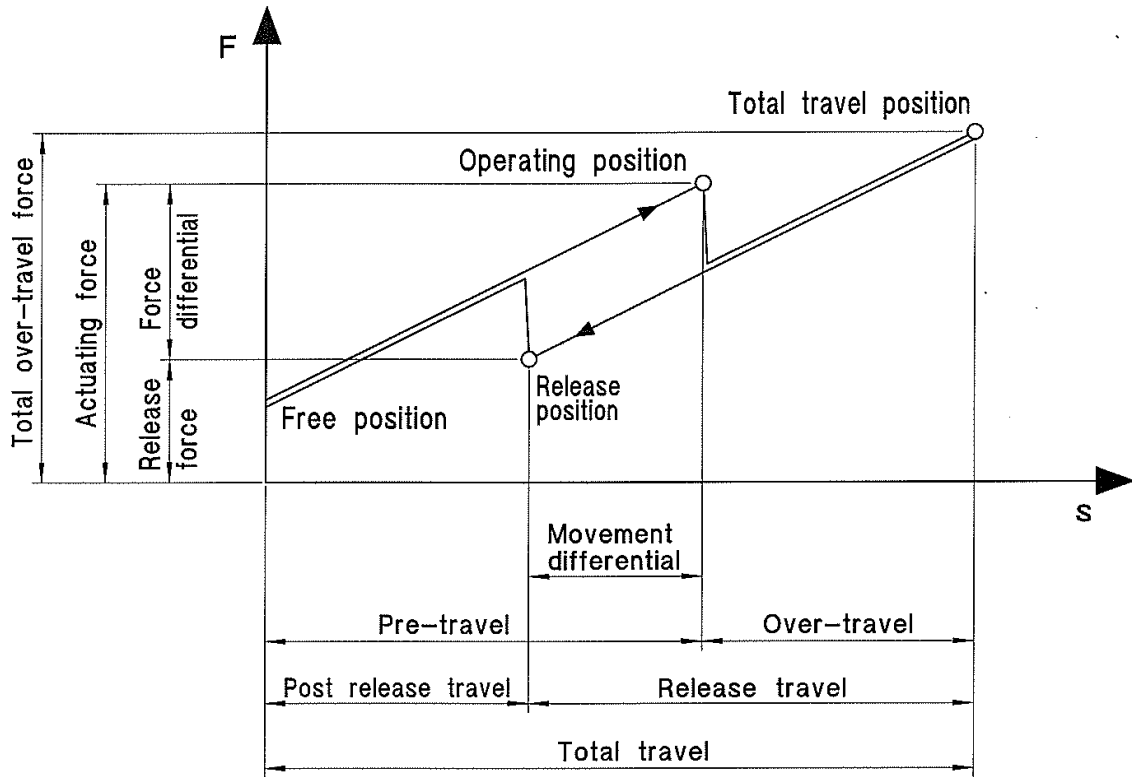 F
Total travel position
Operating position
Total over-travel force
Actuating force
Force
differential
Release
force
Free position
Release
position
s
Movement
differential
Pre-travel
Over-travel
Post release travel
Release travel
Total travel